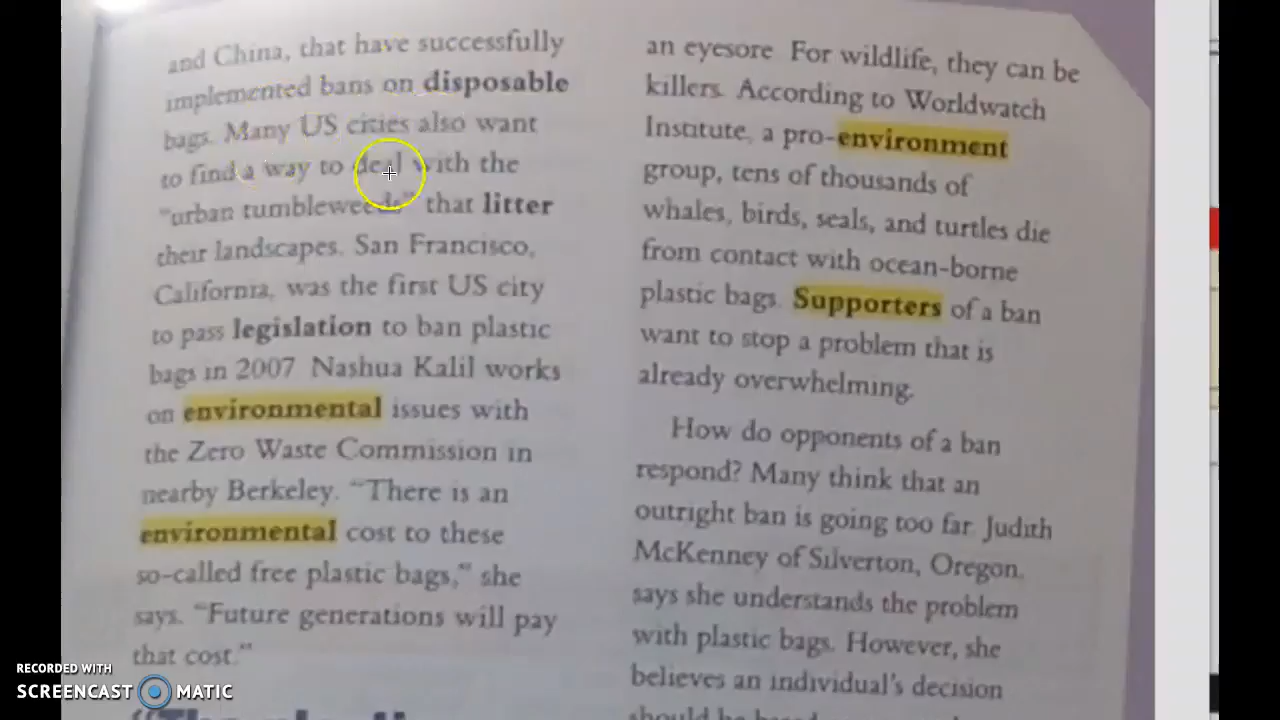 and China, that have successfully
implemented bans on disposable
bags. Many US cities also want
to find a way to deal with the
"urban tumbleweeds" that litter
their landscapes. San Francisco,
California, was the first US city
to pass legislation to ban plastic
bags in 2007. Nashua Kalil works
on environmental issues with
the Zero Waste Commission in
nearby Berkeley. "There is an
environmental cost to these
so-called free plastic bags," she
says. "Future generations will pay
that cost."
an eyesore. For wildlife, they can be
killers. According to Worldwatch
Institute, a pro-environment
group, tens of thousands of
whales, birds, seals, and turtles die
from contact with ocean-borne
plastic bags. Supporters of a ban
want to stop a problem that is
already overwhelming.
How do opponents of a ban
respond? Many think that an
outright ban is going too far. Judith
McKenney of Silverton, Oregon,
says she understands the problem
with plastic bags. However, she
believes an individual's decision
should be
RECORDED WITH
SCREENCAST MATIC